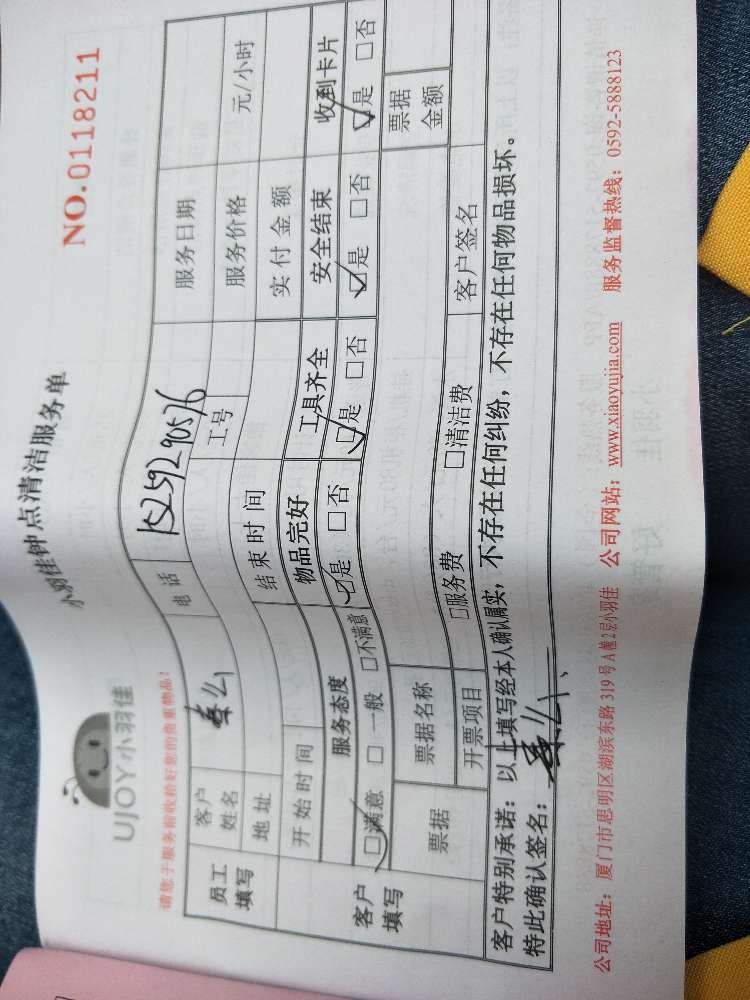 小羽佳钟点清洁服务单
UJOY小羽佳
NO.0118211
请您于服务前收拾好您的贵重物品!
员工填写 客户姓名 电话 15259290576 服务日期
地址 工号 服务价格 元/小时
开始时间 结束时间 实付金额
客户填写 服务态度 物品完好 工具齐全 安全结束 收到卡片
☑满意 □一般 □不满意 ☑是 □否 ☑是 □否 ☑是 □否 ☑是 □否
票据 票据名称 票据金额
开票项目 □服务费 □清洁费 客户签名
客户特别承诺:以上填写经本人确认属实,不存在任何纠纷,不存在任何物品损坏。
特此确认签名:
公司地址:厦门市思明区湖滨东路319号A幢2层小羽佳 公司网站:www.xiaoyujia.com 服务监督热线:0592-5888123